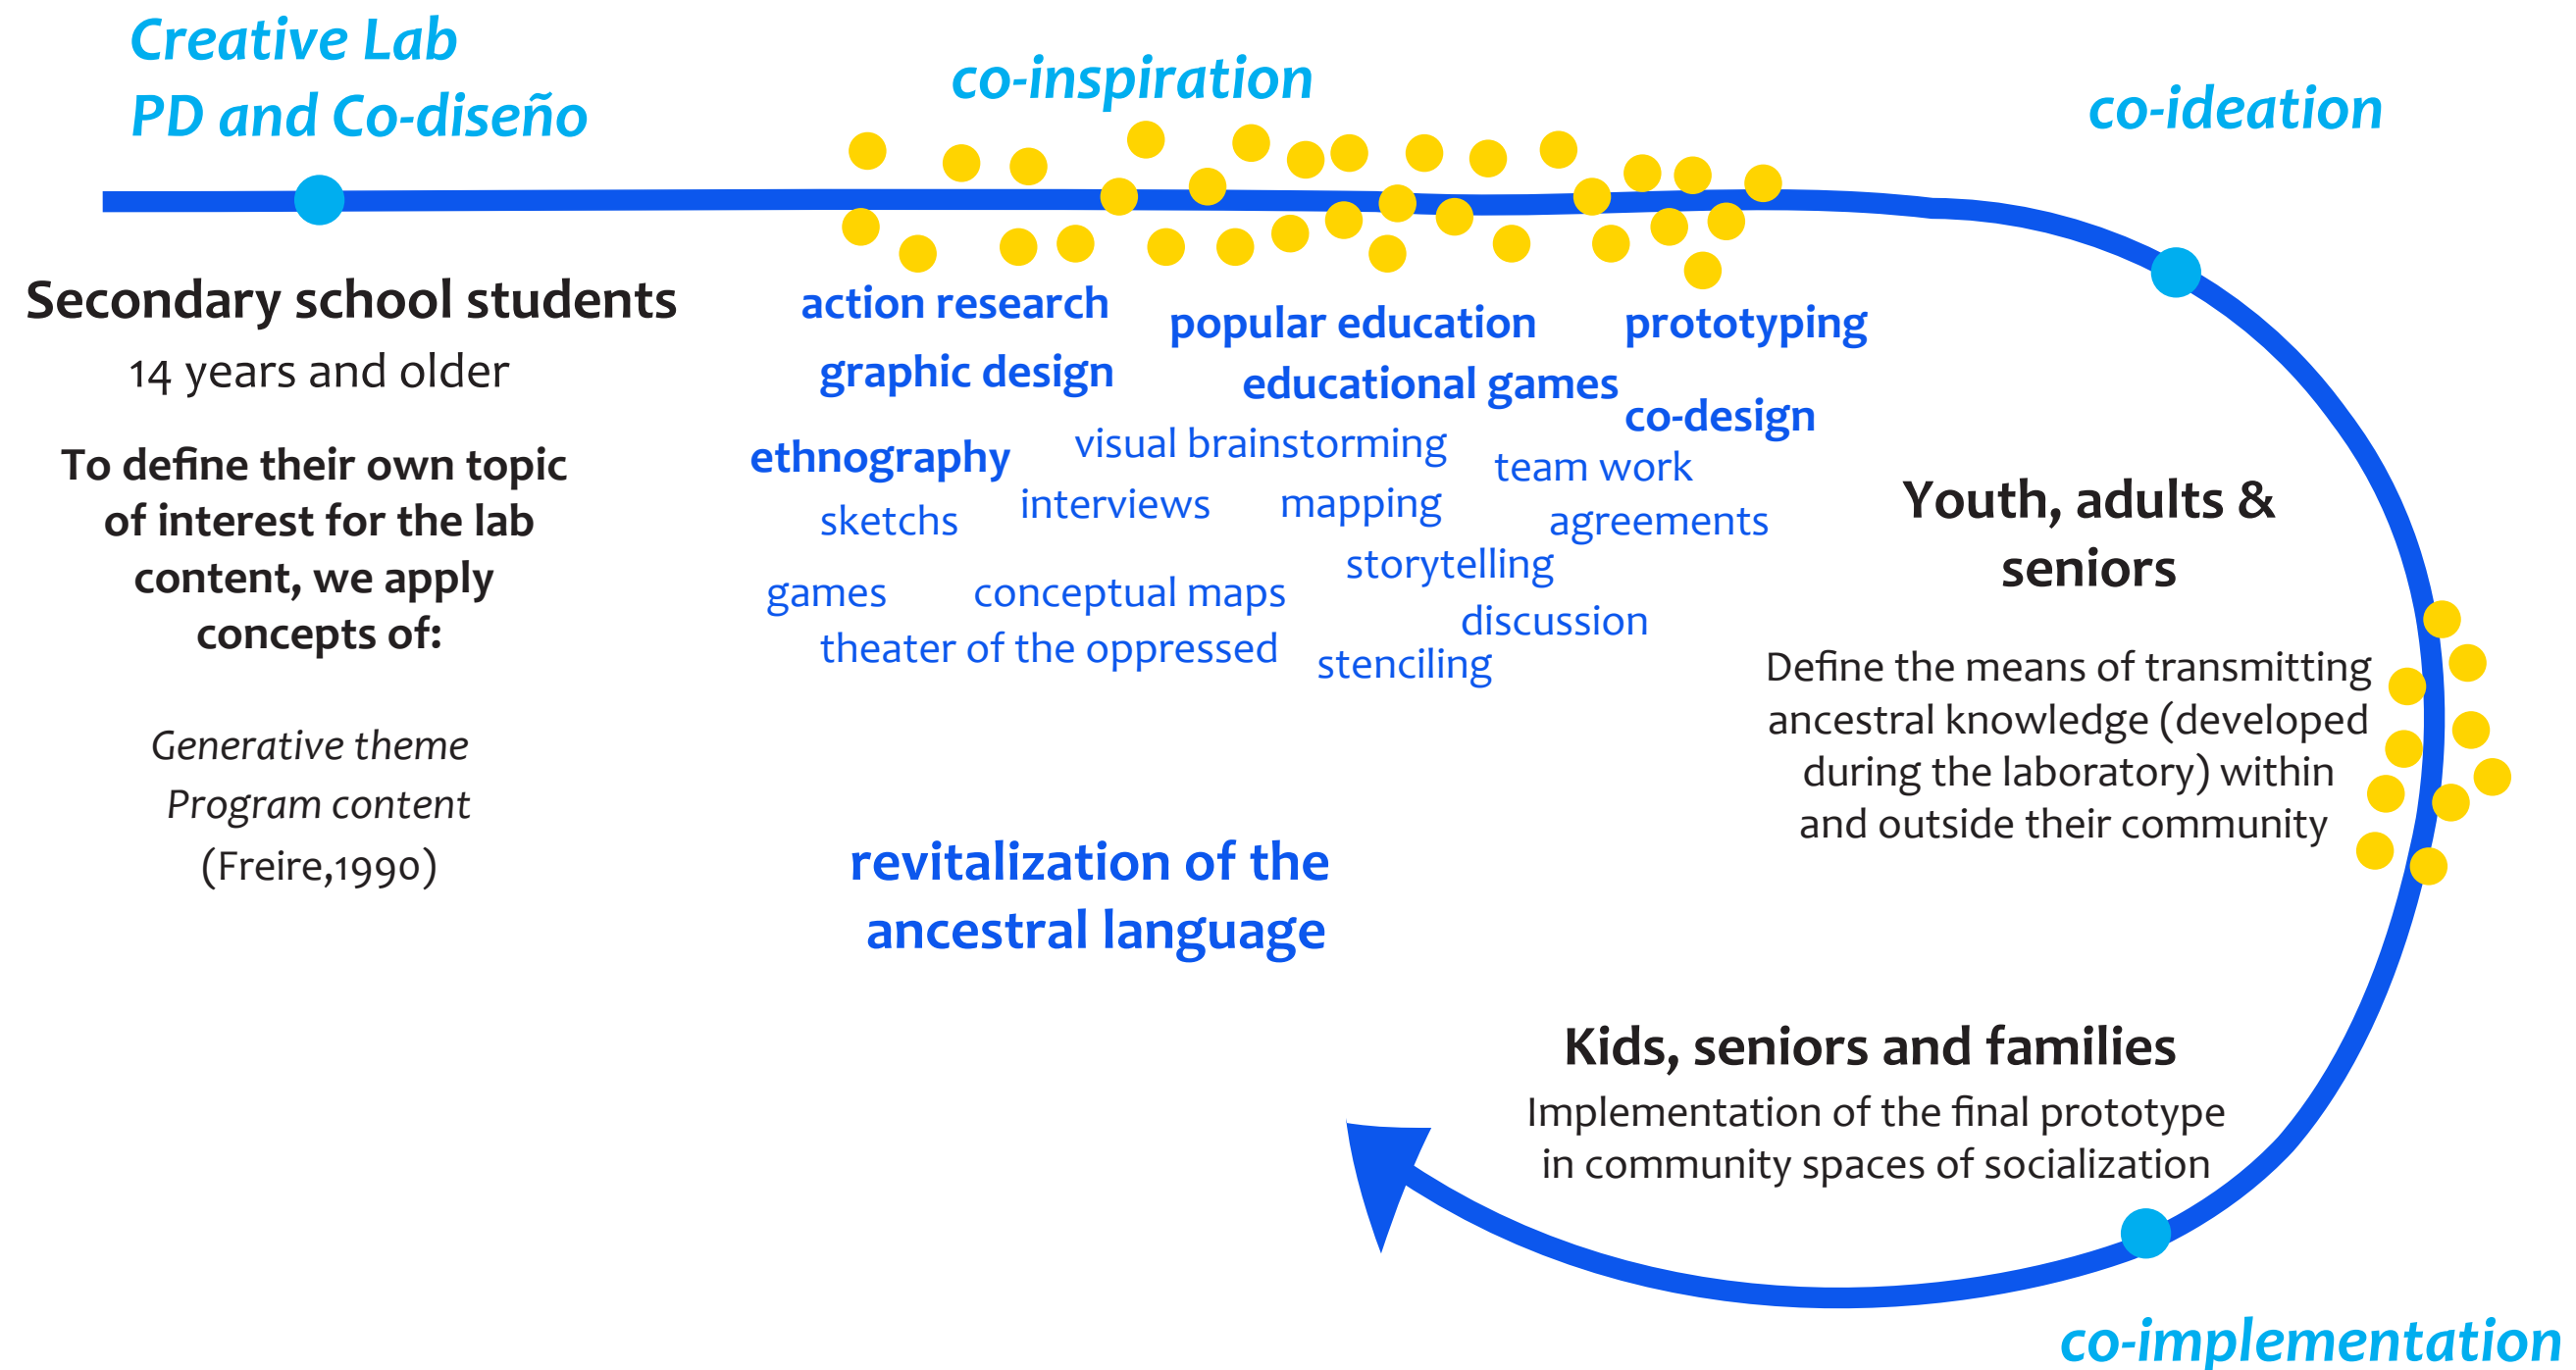 Creative Lab
PD and Co-diseño
co-inspiration
co-ideation
Secondary school students
14 years and older
To define their own topic
of interest for the lab
content, we apply
concepts of:
Generative theme
Program content
(Freire,1990)
action research
popular education
prototyping
graphic design
educational games
co-design
ethnography
visual brainstorming
team work
sketchs
interviews
mapping
agreements
storytelling
games
conceptual maps
discussion
theater of the oppressed
stenciling
revitalization of the
ancestral language
Youth, adults &
seniors
Define the means of transmitting
ancestral knowledge (developed
during the laboratory) within
and outside their community
Kids, seniors and families
Implementation of the final prototype
in community spaces of socialization
co-implementation